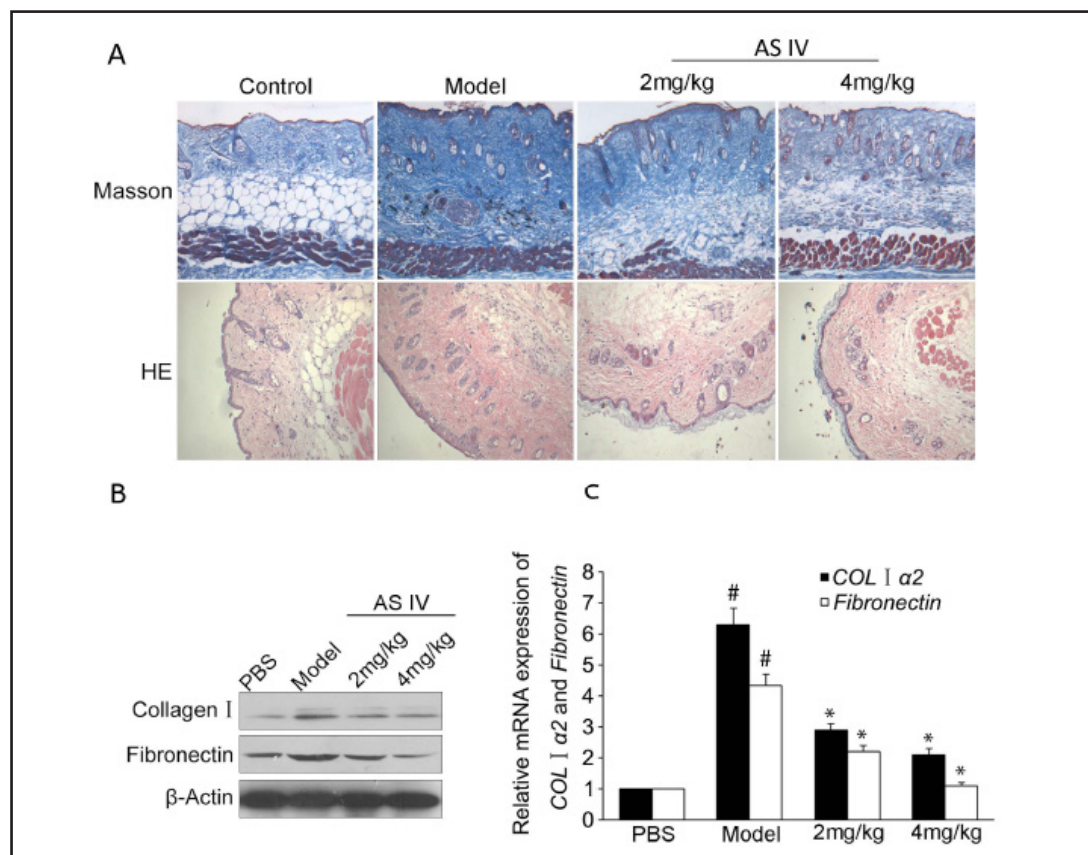 A
AS IV
Control
Model
2mg/kg
4mg/kg
Masson
HE
B
AS IV
PBS
Model
2mg/kg
4mg/kg
Collagen I
Fibronectin
β-Actin
C
Relative mRNA expression of
COL I α2 and Fibronectin
8
7
6
5
4
3
2
1
0
#
#
*
*
*
*
COL I α2
Fibronectin
PBS
Model
2mg/kg
4mg/kg